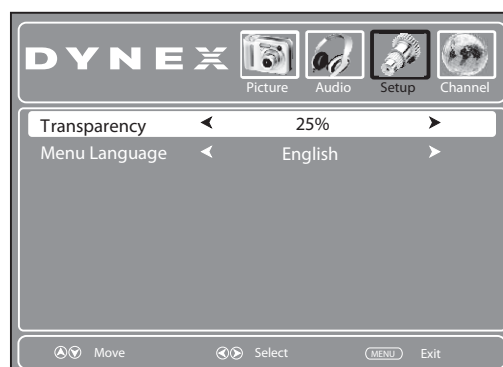 DYNEX
Picture Audio Setup Channel
Transparency 25%
Menu Language English
Move Select MENU Exit